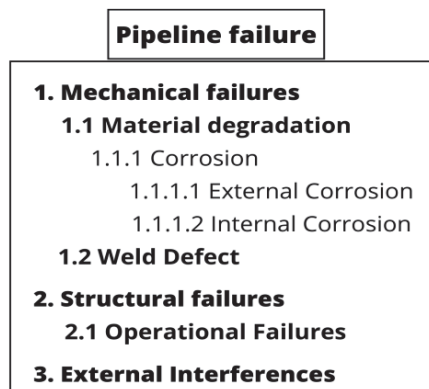 Pipeline failure
1. Mechanical failures
1.1 Material degradation
1.1.1 Corrosion
1.1.1.1 External Corrosion
1.1.1.2 Internal Corrosion
1.2 Weld Defect
2. Structural failures
2.1 Operational Failures
3. External Interferences